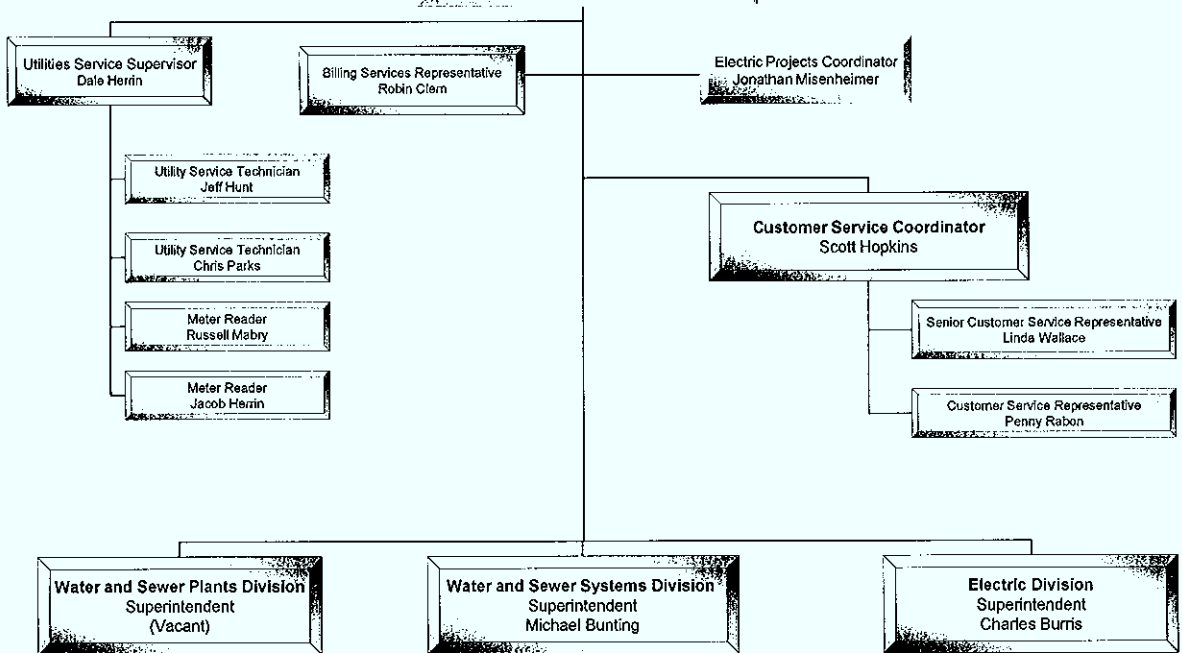 Utilities Service Supervisor
Dale Herrin
Billing Services Representative
Robin Clem
Electric Projects Coordinator
Jonathan Misenheimer
Utility Service Technician
Jeff Hunt
Utility Service Technician
Chris Parks
Meter Reader
Russell Mabry
Meter Reader
Jacob Herrin
Customer Service Coordinator
Scott Hopkins
Senior Customer Service Representative
Linda Wallace
Customer Service Representative
Penny Rabon
Water and Sewer Plants Division
Superintendent
(Vacant)
Water and Sewer Systems Division
Superintendent
Michael Bunting
Electric Division
Superintendent
Charles Burris